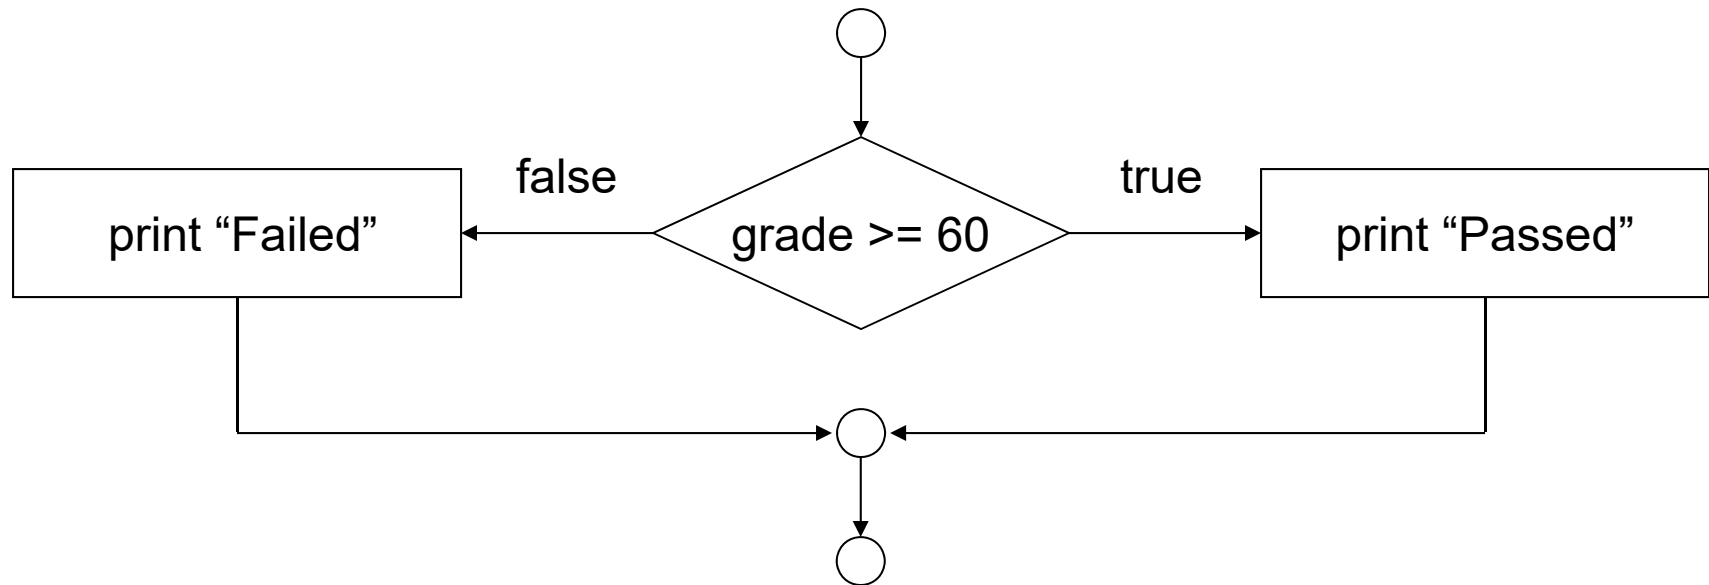 false
true
print “Failed”
grade >= 60
print “Passed”